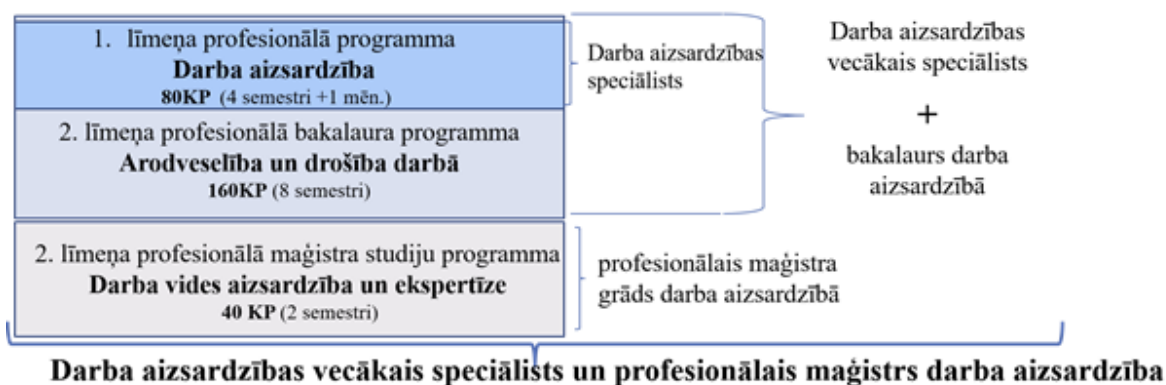 1. līmeņa profesionālā programma
Darba aizsardzība
80KP (4 semestri +1 mēn.)
Darba aizsardzības
speciālists
Darba aizsardzības
vecākais speciālists
+
bakalaurs darba
aizsardzībā
2. līmeņa profesionālā bakalaura programma
Arodveselība un drošība darbā
160KP (8 semestri)
2. līmeņa profesionālā maģistra studiju programma
Darba vides aizsardzība un ekspertīze
40 KP (2 semestri)
profesionālais maģistra
grāds darba aizsardzībā
Darba aizsardzības vecākais speciālists un profesionālais maģistrs darba aizsardzība